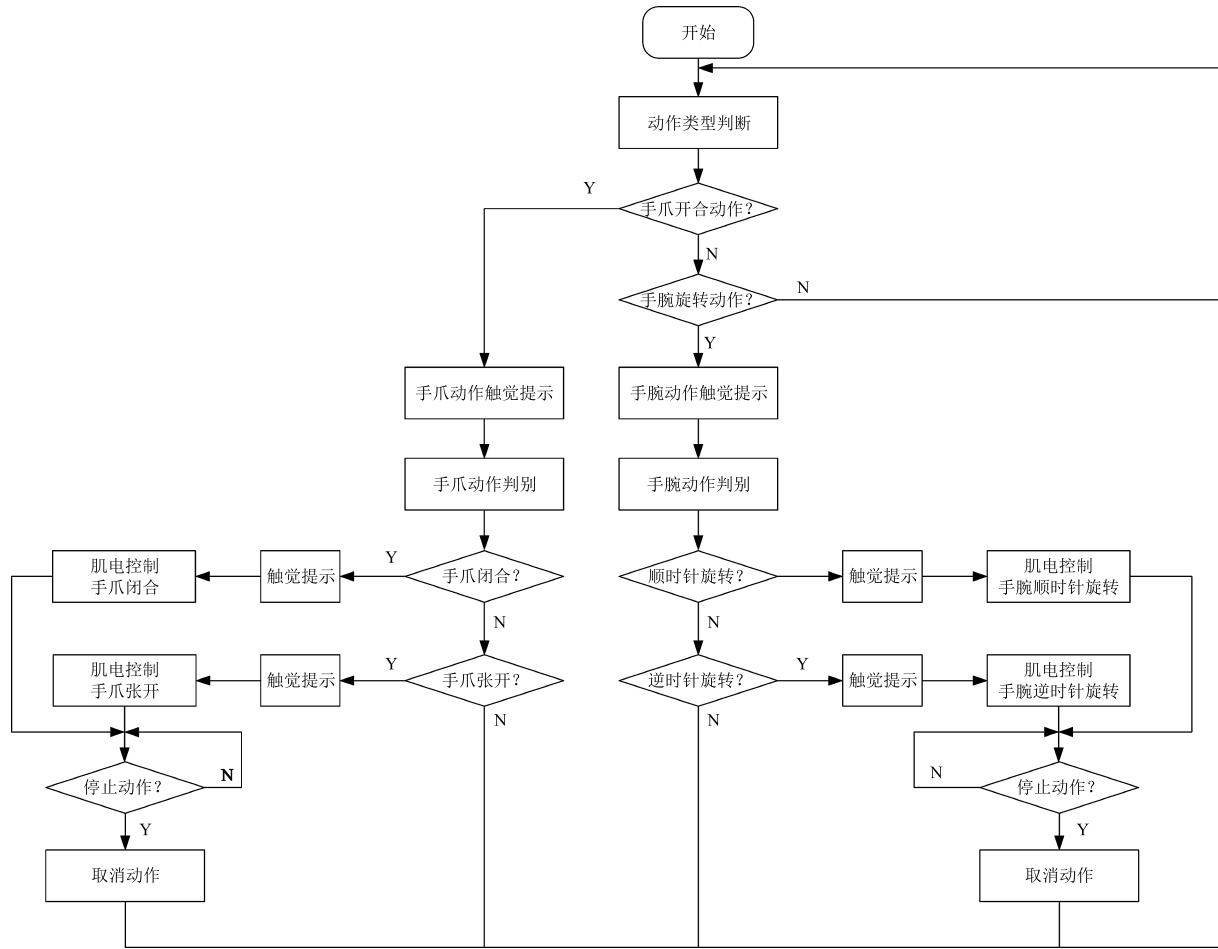 开始
动作类型判断
Y
手爪开合动作？
N
手腕旋转动作？
N
Y
手爪动作触觉提示
手腕动作触觉提示
手爪动作判别
手腕动作判别
肌电控制
手爪闭合
触觉提示
Y
手爪闭合？
顺时针旋转？
触觉提示
肌电控制
手腕顺时针旋转
N
N
肌电控制
手爪张开
触觉提示
Y
手爪张开？
逆时针旋转？
Y
触觉提示
肌电控制
手腕逆时针旋转
N
N
停止动作？
N
N
停止动作？
Y
Y
取消动作
取消动作